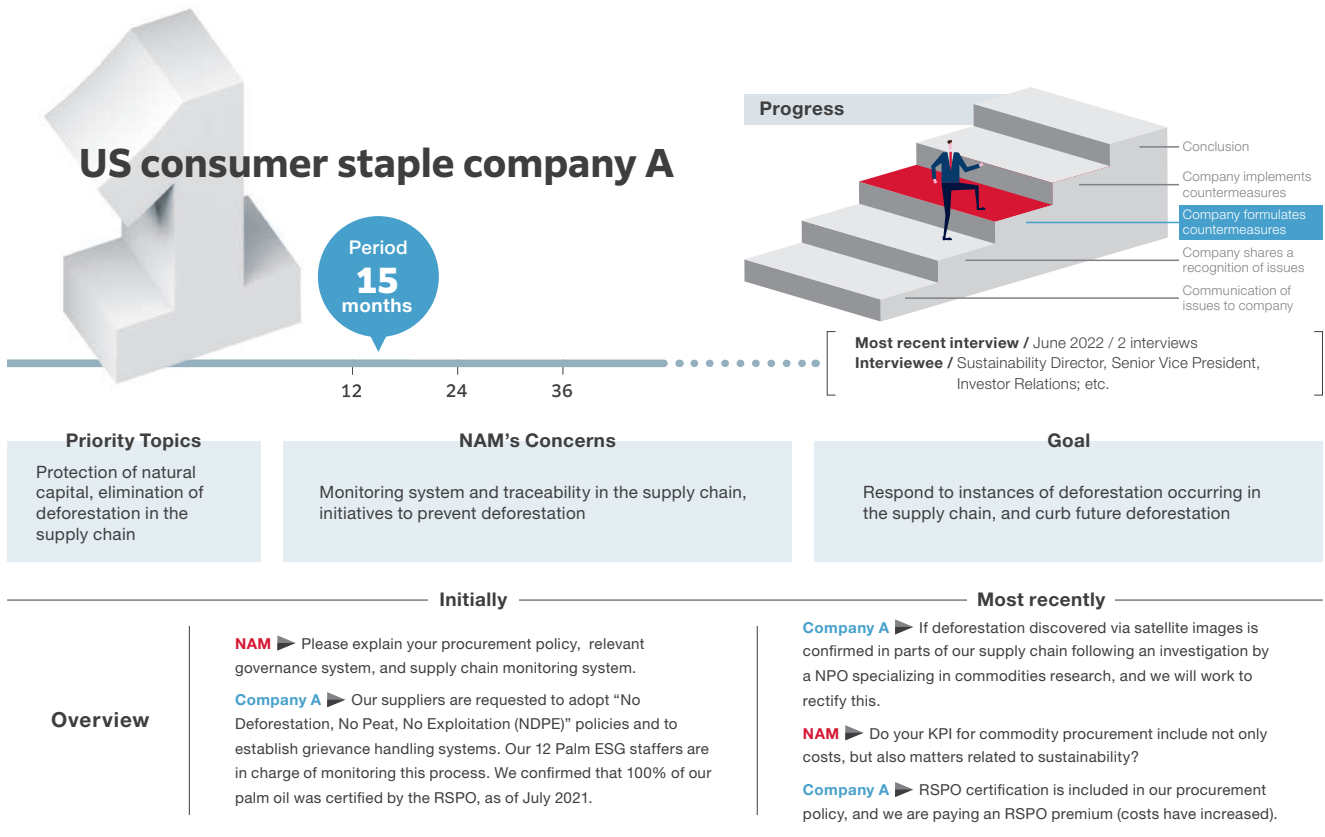 US consumer staple company A
Period
15
months
12
24
36
Progress
Conclusion
Company implements
countermeasures
Company formulates
countermeasures
Company shares a
recognition of issues
Communication of
issues to company
Most recent interview / June 2022 / 2 interviews
Interviewee / Sustainability Director, Senior Vice President,
Investor Relations; etc.
Priority Topics
Protection of natural
capital, elimination of
deforestation in the
supply chain
NAM's Concerns
Monitoring system and traceability in the supply chain,
initiatives to prevent deforestation
Goal
Respond to instances of deforestation occurring in
the supply chain, and curb future deforestation
Overview
Initially
NAM ► Please explain your procurement policy, relevant
governance system, and supply chain monitoring system.
Company A ► Our suppliers are requested to adopt “No
Deforestation, No Peat, No Exploitation (NDPE)” policies and to
establish grievance handling systems. Our 12 Palm ESG staffers are
in charge of monitoring this process. We confirmed that 100% of our
palm oil was certified by the RSPO, as of July 2021.
Most recently
Company A ► If deforestation discovered via satellite images is
confirmed in parts of our supply chain following an investigation by
a NPO specializing in commodities research, and we will work to
rectify this.
NAM ► Do your KPI for commodity procurement include not only
costs, but also matters related to sustainability?
Company A ► RSPO certification is included in our procurement
policy, and we are paying an RSPO premium (costs have increased).